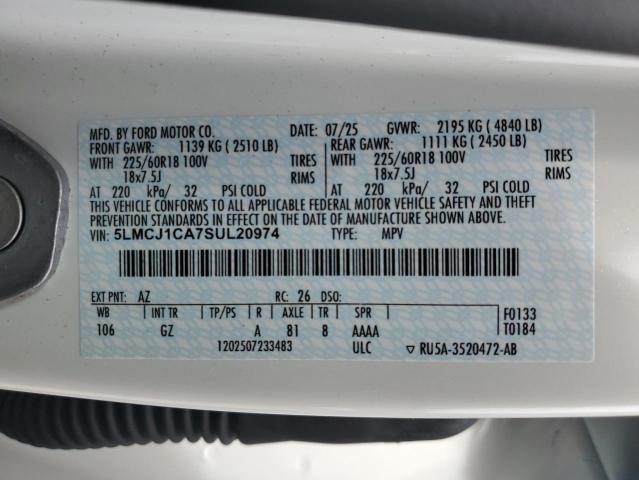 MFD. BY FORD MOTOR CO. DATE: 07/25 GVWR: 2195 KG ( 4840 LB)
FRONT GAWR: 1139 KG ( 2510 LB) REAR GAWR: 1111 KG ( 2450 LB)
WITH 225/60R18 100V TIRES WITH 225/60R18 100V TIRES
18x7.5J RIMS 18x7.5J RIMS
AT 220 kPa/ 32 PSI COLD AT 220 kPa/ 32 PSI COLD
THIS VEHICLE CONFORMS TO ALL APPLICABLE FEDERAL MOTOR VEHICLE SAFETY AND THEFT
PREVENTION STANDARDS IN EFFECT ON THE DATE OF MANUFACTURE SHOWN ABOVE.
VIN: 5LMCJ1CA7SUL20974 TYPE: MPV
EXT PNT: AZ RC: 26 DSO:
WB INT TR TP/PS R AXLE TR SPR F0133
106 GZ A 81 8 AAAA T0184
1202507233483 ULC ▽ RU5A-3520472-AB